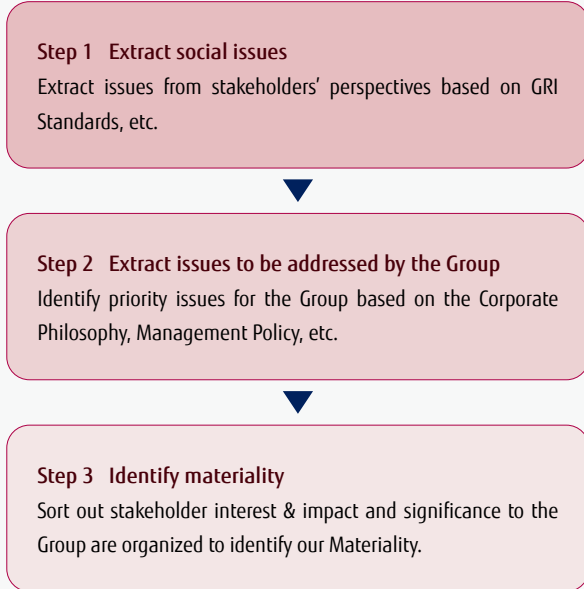 Step 1 Extract social issues
Extract issues from stakeholders’ perspectives based on GRI
Standards, etc.
Step 2 Extract issues to be addressed by the Group
Identify priority issues for the Group based on the Corporate
Philosophy, Management Policy, etc.
Step 3 Identify materiality
Sort out stakeholder interest & impact and significance to the
Group are organized to identify our Materiality.